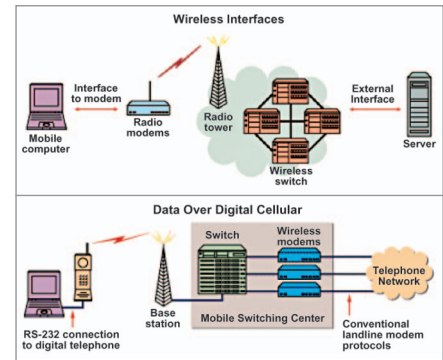 Wireless Interfaces
Interface
to modem
Mobile
computer
Radio
modems
Radio
tower
Wireless
switch
External
Interface
Server
Data Over Digital Cellular
Switch
Wireless
modems
Telephone
Network
Base
station
Mobile Switching Center
RS-232 connection
to digital telephone
Conventional
landline modem
protocols